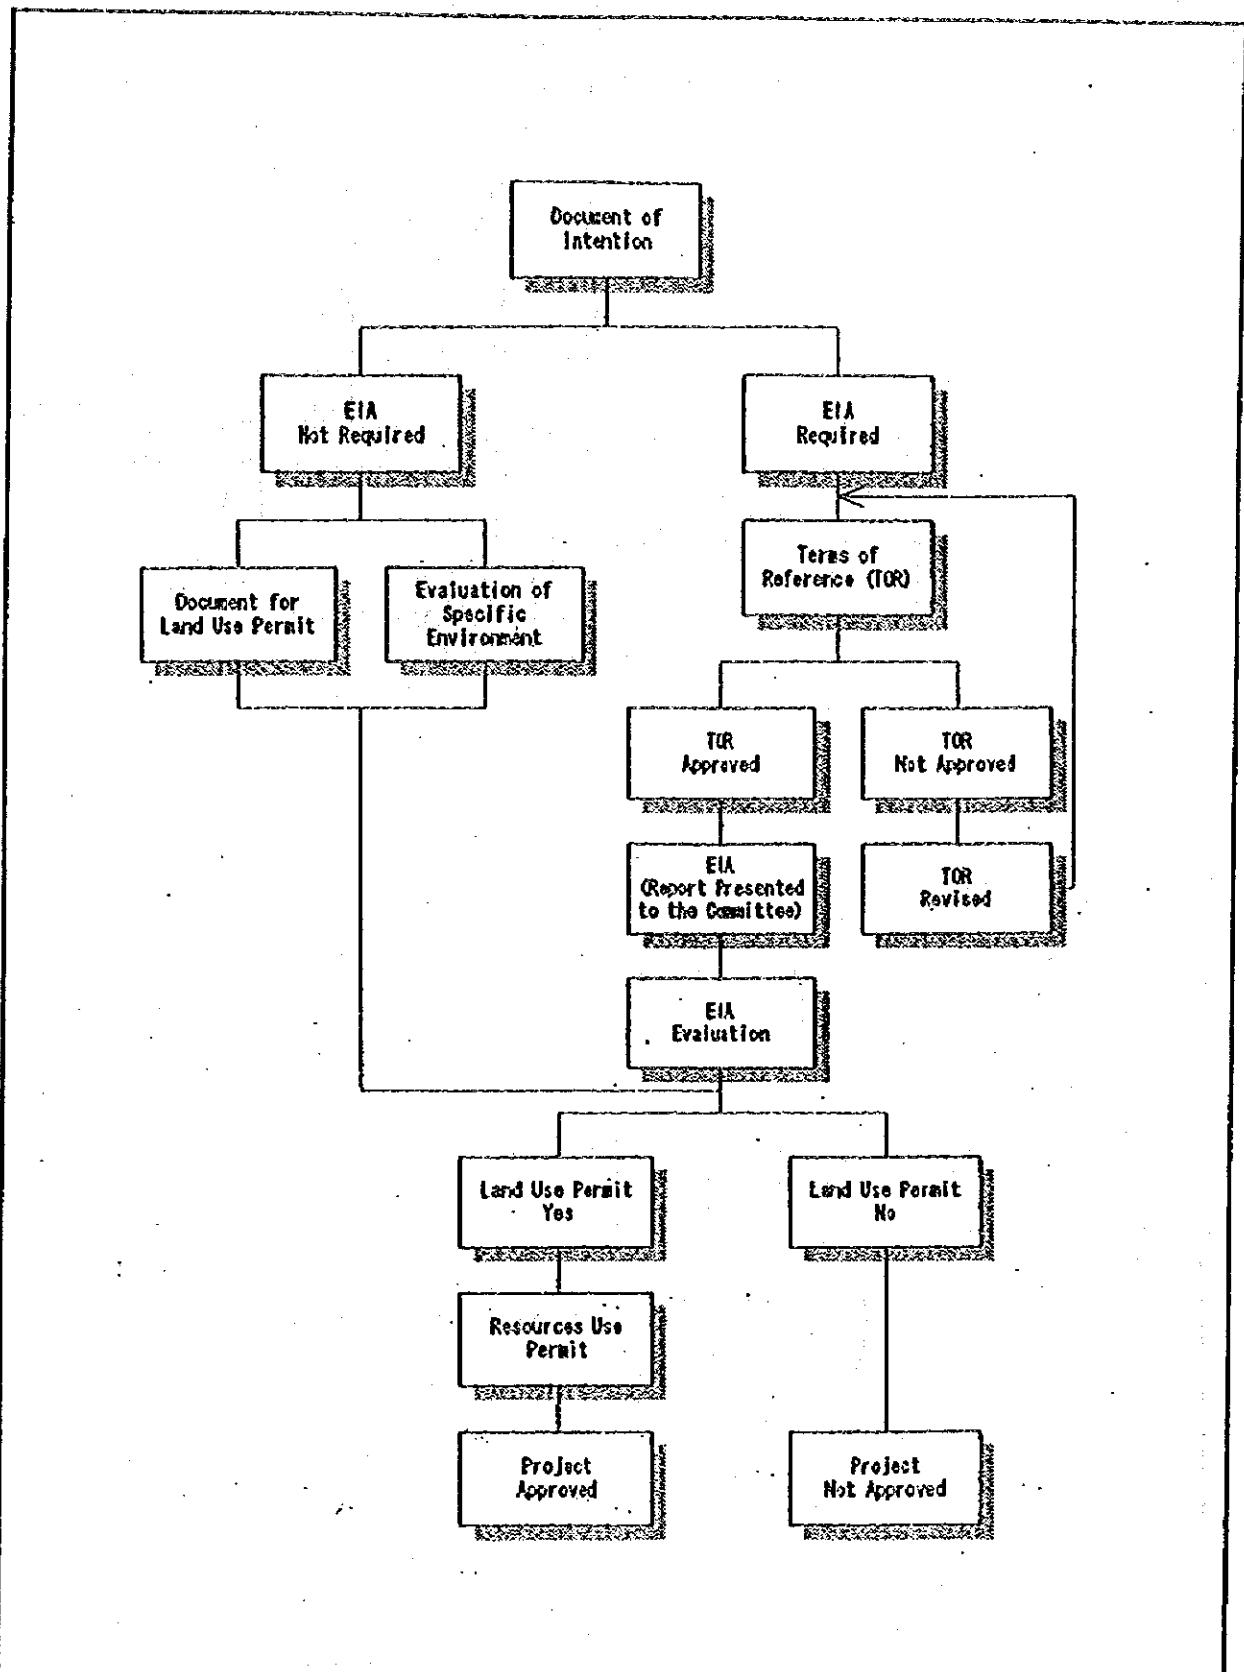 Document of
Intention
EIA
Not Required
EIA
Required
Document for
Land Use Permit
Evaluation of
Specific
Environment
Terms of
Reference (TOR)
TOR
Approved
TOR
Not Approved
EIA
(Report Presented
to the Committee)
TOR
Revised
EIA
Evaluation
Land Use Permit
Yes
Land Use Permit
No
Resources Use
Permit
Project
Approved
Project
Not Approved